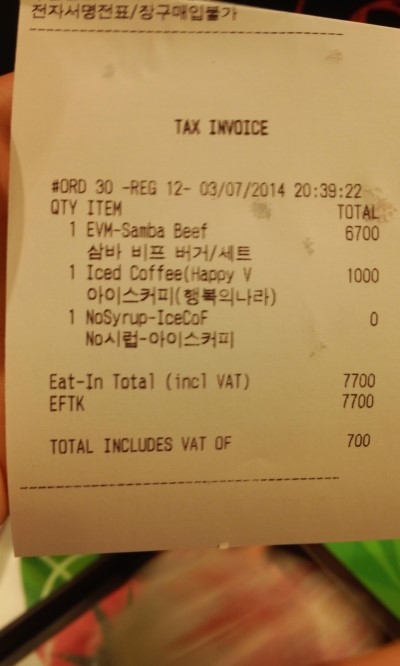 전자서명전표/장구매입불가
TAX INVOICE
#ORD 30 -REG 12- 03/07/2014 20:39:22
QTY ITEM TOTAL
1 EVM-Samba Beef 6700
삼바 비프 버거/세트
1 Iced Coffee(Happy V 1000
아이스커피(행복의나라)
1 NoSyrup-IceCoF 0
No시럽-아이스커피
Eat-In Total (incl VAT) 7700
EFTK 7700
TOTAL INCLUDES VAT OF 700